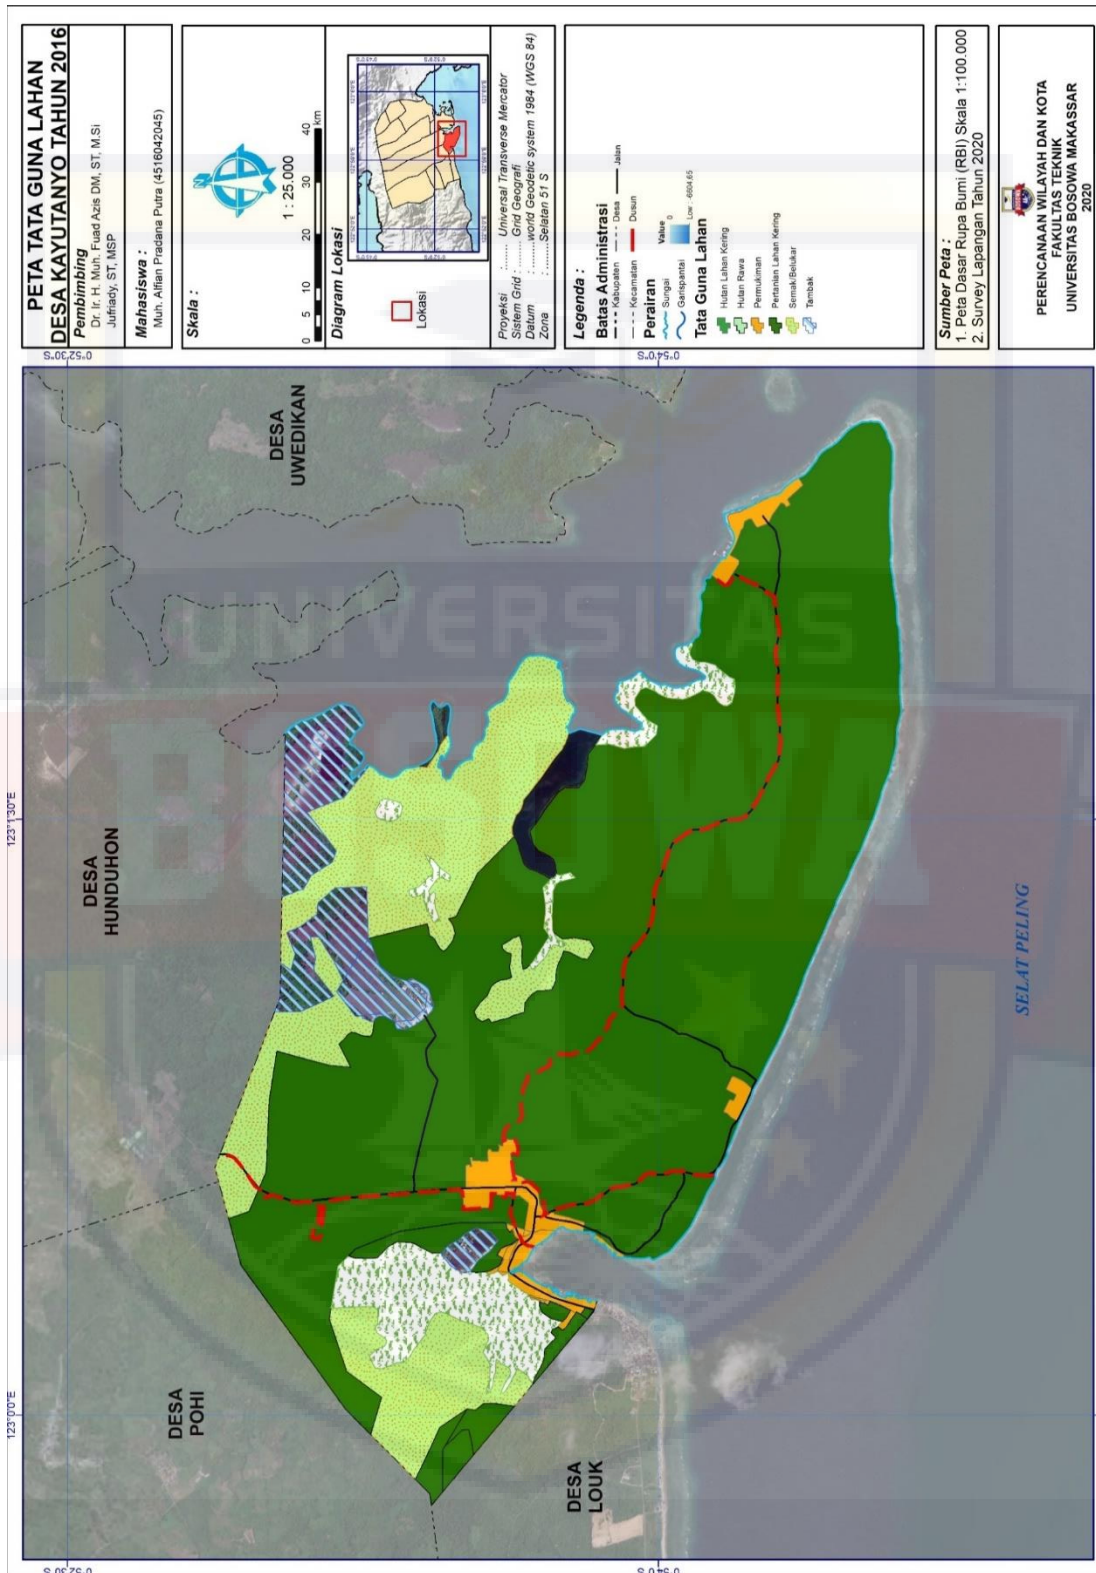 PETA TATA GUNA LAHAN
DESA KAYUTANYO TAHUN 2016
Pembimbing
Dr. Ir. H. Muh. Fuad Azis DM, ST, M.Si
Jufriady, ST, MSP
Mahasiswa :
Muh. Alfian Pradana Putra (4516042045)
Skala :
N
1 : 25.000
0 5 10 20 30 40
km
Diagram Lokasi
Lokasi
Proyeksi : ....... Universal Transverse Mercator
Sistem Grid : ....... Grid Geografi
Datum : ....... world Geodetic system 1984 (WGS 84)
Zona : ....... Selatan 51 S
Legenda :
Batas Administrasi
Kabupaten
Desa
Jalan
Kecamatan
Dusun
Perairan
Sungai
Garispantai
Value
0
Low : -6604,65
Tata Guna Lahan
Hutan Lahan Kering
Hutan Rawa
Permukiman
Pertanian Lahan Kering
Semak/Belukar
Tambak
Sumber Peta :
1. Peta Dasar Rupa Bumi (RBI) Skala 1:100.000
2. Survey Lapangan Tahun 2020
PERENCANAAN WILAYAH DAN KOTA
FAKULTAS TEKNIK
UNIVERSITAS BOSOWA MAKASSAR
2020
123°0'0"E
123°1'30"E
0°52'30"S
0°54'0"S
DESA
POHI
DESA
HUNDUHON
DESA
UWEDIKAN
DESA
LOUK
SELAT PELING
UNIVERSITAS
BOSOWA